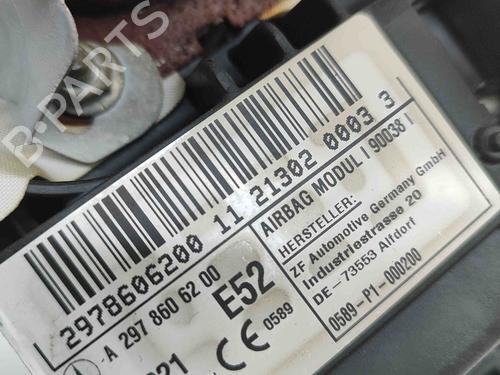 B-PARTS
L 2978606200 11 21302 0003 3
A 297 860 62 00
E52
AIRBAG MODUL I 90038 I
HERSTELLER:
ZF Automotive Germany GmbH
Industriestrasse 20
DE-73553 Alfdorf
CE 0589
0589-P1-000200